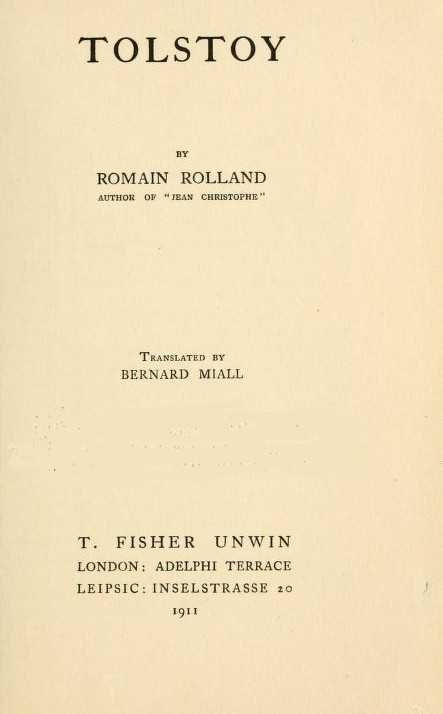 TOLSTOY
BY
ROMAIN ROLLAND
AUTHOR OF "JEAN CHRISTOPHE"
TRANSLATED BY
BERNARD MIALL
T. FISHER UNWIN
LONDON: ADELPHI TERRACE
LEIPSIC: INSELSTRASSE 20
1911